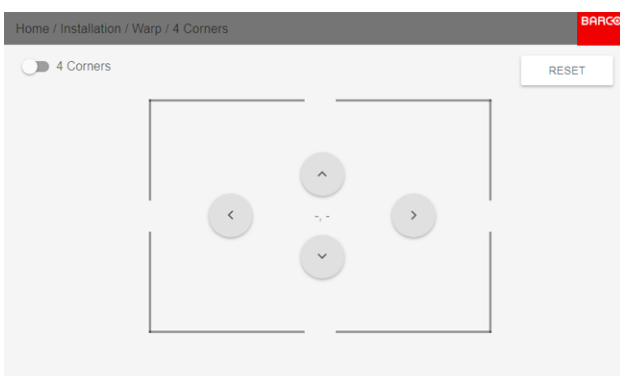 Home / Installation / Warp / 4 Corners
BARCO
4 Corners
RESET
-, -